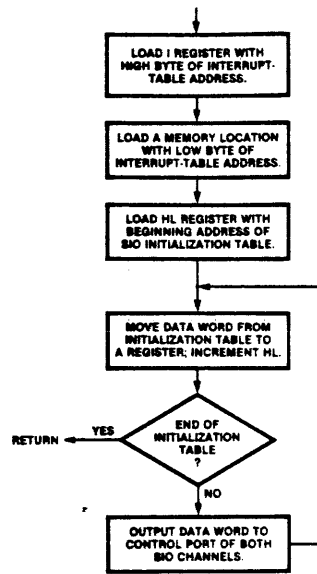 LOAD I REGISTER WITH
HIGH BYTE OF INTERRUPT-
TABLE ADDRESS.
LOAD A MEMORY LOCATION
WITH LOW BYTE OF
INTERRUPT-TABLE ADDRESS.
LOAD HL REGISTER WITH
BEGINNING ADDRESS OF
SIO INITIALIZATION TABLE.
MOVE DATA WORD FROM
INITIALIZATION TABLE TO
A REGISTER; INCREMENT HL.
END OF
INITIALIZATION
TABLE
?
YES
RETURN
NO
OUTPUT DATA WORD TO
CONTROL PORT OF BOTH
SIO CHANNELS.